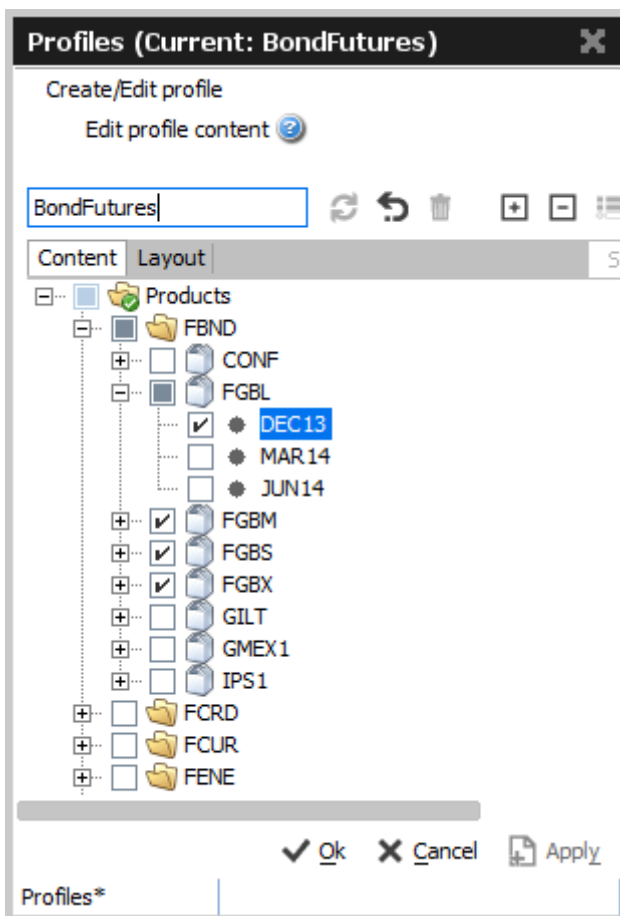 Profiles (Current: BondFutures)
Create/Edit profile
Edit profile content
BondFutures
Content Layout S
Products
FBND
CONF
FGBL
DEC13
MAR14
JUN14
FGBM
FGBS
FGBX
GILT
GMEX1
IPS1
FCRD
FCUR
FENE
Ok Cancel Apply
Profiles*